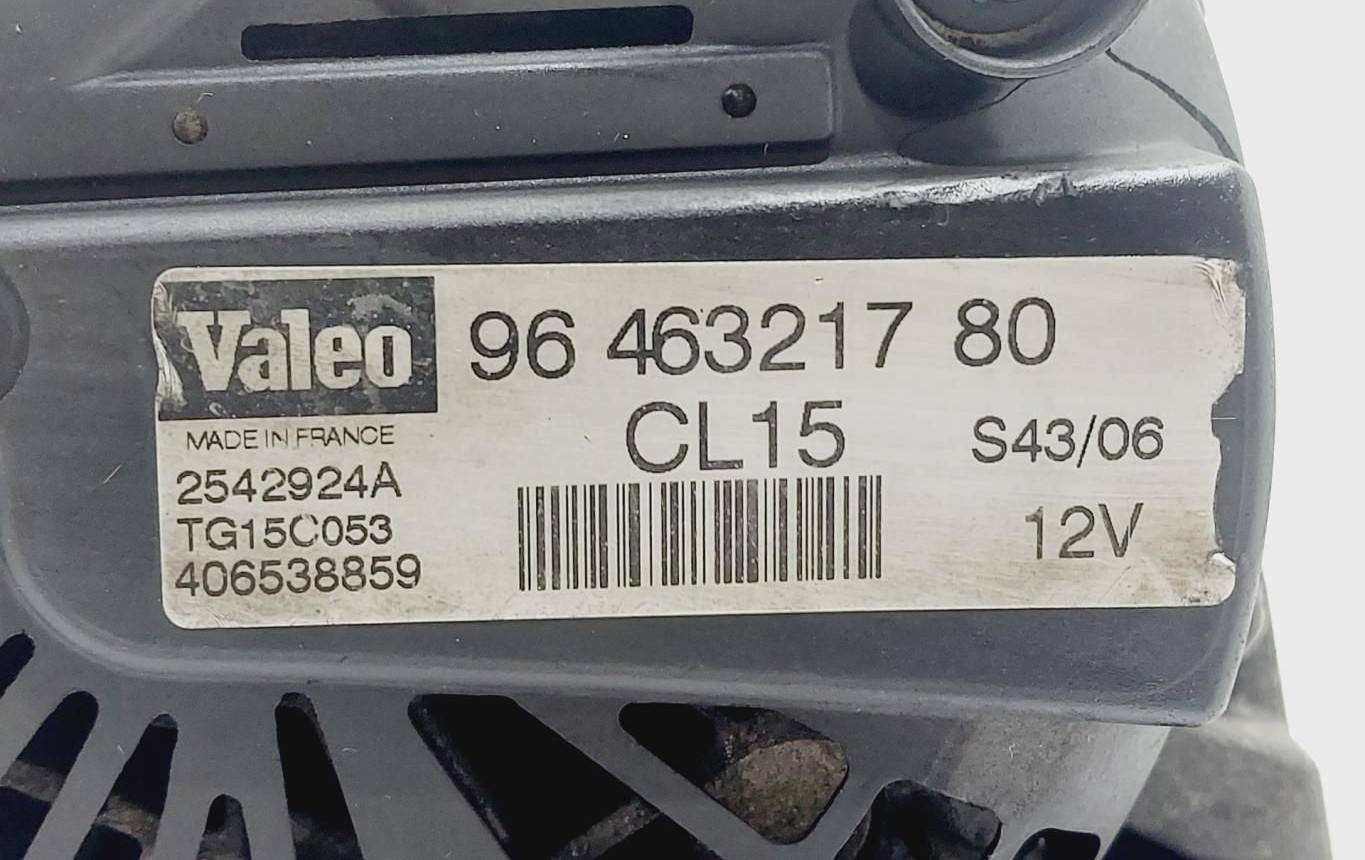 Valeo
96 463217 80
CL15
S43/06
12V
MADE IN FRANCE
2542924A
TG15C053
406538859